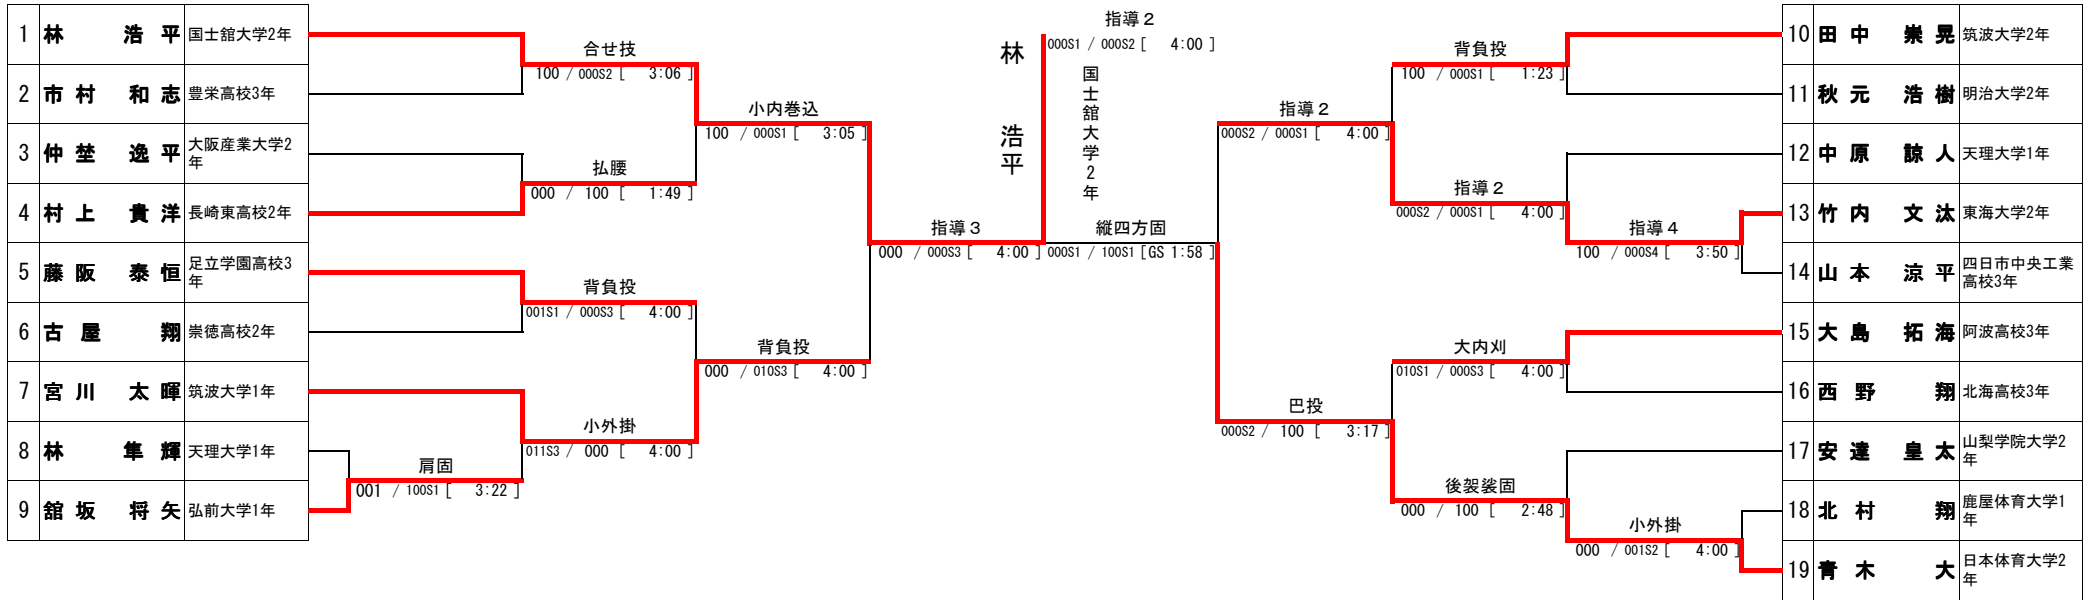 1 林 浩平 国士舘大学2年
2 市村 和志 豊栄高校3年
3 仲埜 逸平 大阪産業大学2
年
4 村上 貴洋 長崎東高校2年
5 藤阪 泰恒 足立学園高校3
年
6 古屋 翔 崇徳高校2年
7 宮川 太暉 筑波大学1年
8 林 隼輝 天理大学1年
9 舘坂 将矢 弘前大学1年
合せ技
100 / 000S2 [ 3:06 ]
払腰
000 / 100 [ 1:49 ]
背負投
001S1 / 000S3 [ 4:00 ]
小外掛
011S3 / 000 [ 4:00 ]
肩固
001 / 100S1 [ 3:22 ]
小内巻込
100 / 000S1 [ 3:05 ]
背負投
000 / 010S3 [ 4:00 ]
指導3
000 / 000S3 [ 4:00 ]
林 浩平
指導2
000S1 / 000S2 [ 4:00 ]
国士舘大学2年
縦四方固
000S1 / 100S1 [GS 1:58 ]
指導2
000S2 / 000S1 [ 4:00 ]
巴投
000S2 / 100 [ 3:17 ]
背負投
100 / 000S1 [ 1:23 ]
指導2
000S2 / 000S1 [ 4:00 ]
指導4
100 / 000S4 [ 3:50 ]
大内刈
010S1 / 000S3 [ 4:00 ]
後袈裟固
000 / 100 [ 2:48 ]
小外掛
000 / 001S2 [ 4:00 ]
10 田中 崇晃 筑波大学2年
11 秋元 浩樹 明治大学2年
12 中原 諒人 天理大学1年
13 竹内 文汰 東海大学2年
14 山本 涼平 四日市中央工業
高校3年
15 大島 拓海 阿波高校3年
16 西野 翔 北海高校3年
17 安達 皇太 山梨学院大学2
年
18 北村 翔 鹿屋体育大学1
年
19 青木 大 日本体育大学2
年